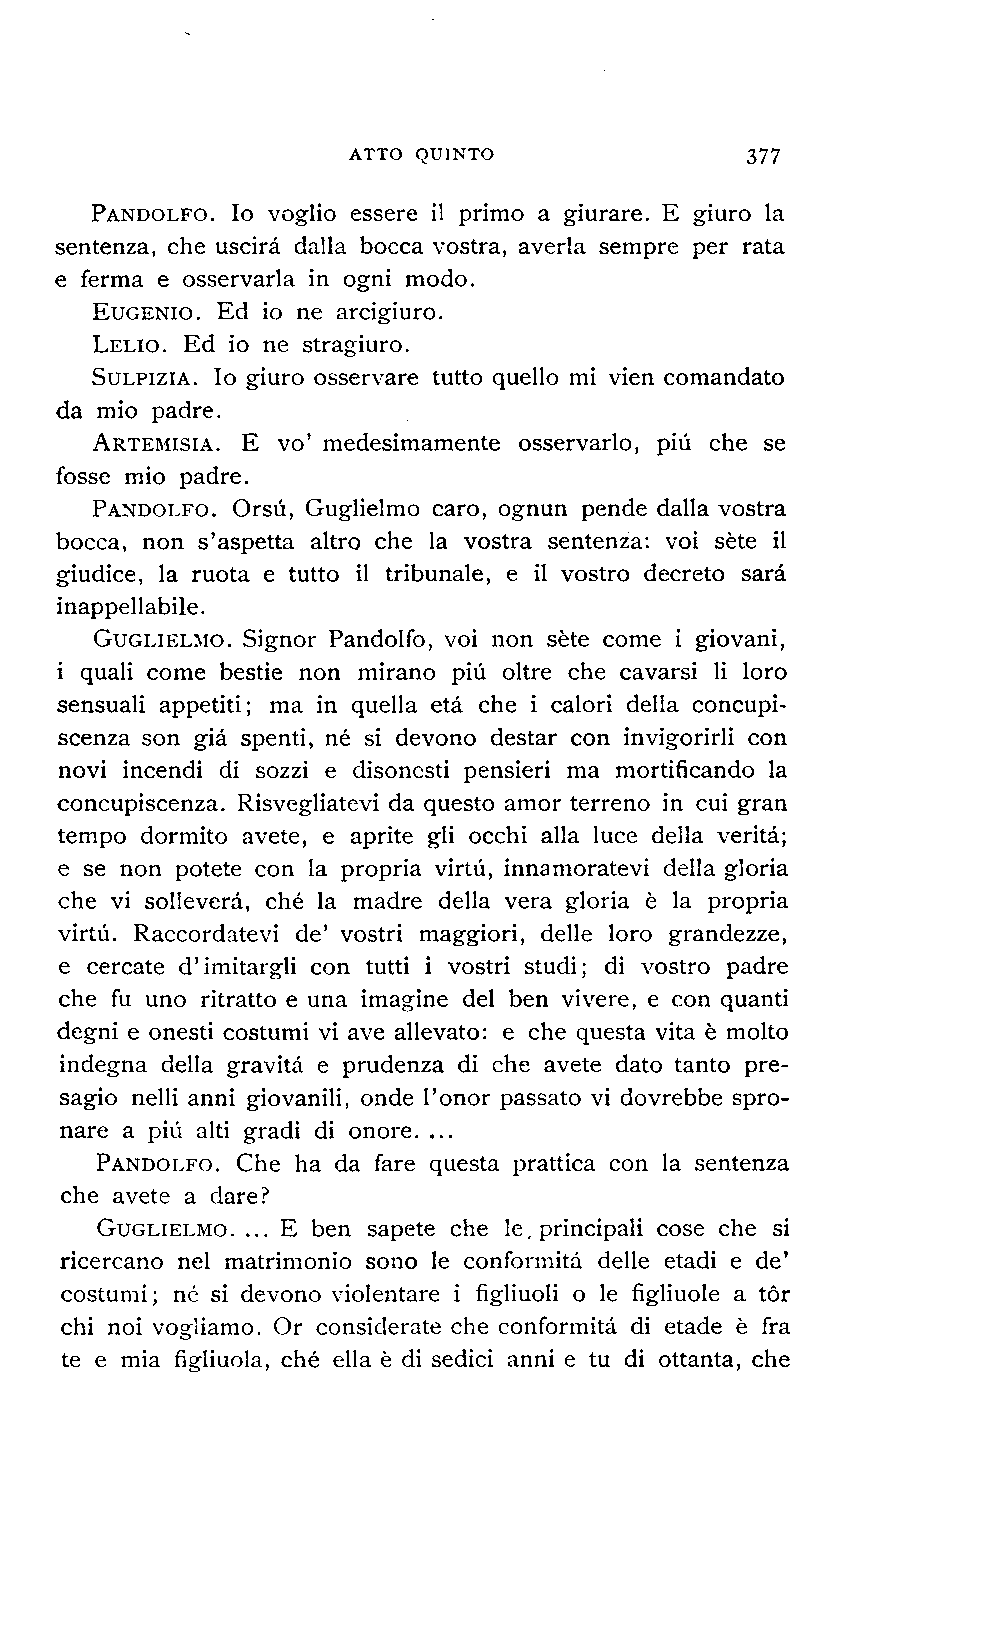 ATTO QUINTO 377
PANDOLFO. Io voglio essere il primo a giurare. E giuro la
sentenza, che uscirá dalla bocca vostra, averla sempre per rata
e ferma e osservarla in ogni modo.
EUGENIO. Ed io ne arcigiuro.
LELIO. Ed io ne stragiuro.
SULPIZIA. Io giuro osservare tutto quello mi vien comandato
da mio padre.
ARTEMISIA. E vo' medesimamente osservarlo, piú che se
fosse mio padre.
PANDOLFO. Orsú, Guglielmo caro, ognun pende dalla vostra
bocca, non s'aspetta altro che la vostra sentenza: voi sète il
giudice, la ruota e tutto il tribunale, e il vostro decreto sará
inappellabile.
GUGLIELMO. Signor Pandolfo, voi non sète come i giovani,
i quali come bestie non mirano piú oltre che cavarsi li loro
sensuali appetiti; ma in quella etá che i calori della concupi-
scenza son giá spenti, né si devono destar con invigorirli con
novi incendi di sozzi e disonesti pensieri ma mortificando la
concupiscenza. Risvegliatevi da questo amor terreno in cui gran
tempo dormito avete, e aprite gli occhi alla luce della veritá;
e se non potete con la propria virtú, innamoratevi della gloria
che vi solleverá, ché la madre della vera gloria è la propria
virtú. Raccordatevi de' vostri maggiori, delle loro grandezze,
e cercate d'imitargli con tutti i vostri studi; di vostro padre
che fu uno ritratto e una imagine del ben vivere, e con quanti
degni e onesti costumi vi ave allevato: e che questa vita è molto
indegna della gravitá e prudenza di che avete dato tanto pre-
sagio nelli anni giovanili, onde l'onor passato vi dovrebbe spro-
nare a piú alti gradi di onore. ...
PANDOLFO. Che ha da fare questa prattica con la sentenza
che avete a dare?
GUGLIELMO. ... E ben sapete che le principali cose che si
ricercano nel matrimonio sono le conformitá delle etadi e de'
costumi; né si devono violentare i figliuoli o le figliuole a tôr
chi noi vogliamo. Or considerate che conformitá di etade è fra
te e mia figliuola, ché ella è di sedici anni e tu di ottanta, che